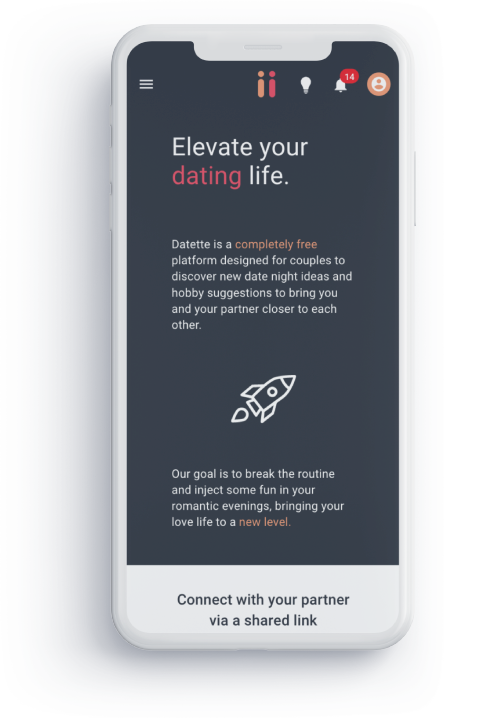 14
Elevate your
dating life.
Datette is a completely free
platform designed for couples to
discover new date night ideas and
hobby suggestions to bring you
and your partner closer to each
other.
Our goal is to break the routine
and inject some fun in your
romantic evenings, bringing your
love life to a new level.
Connect with your partner
via a shared link